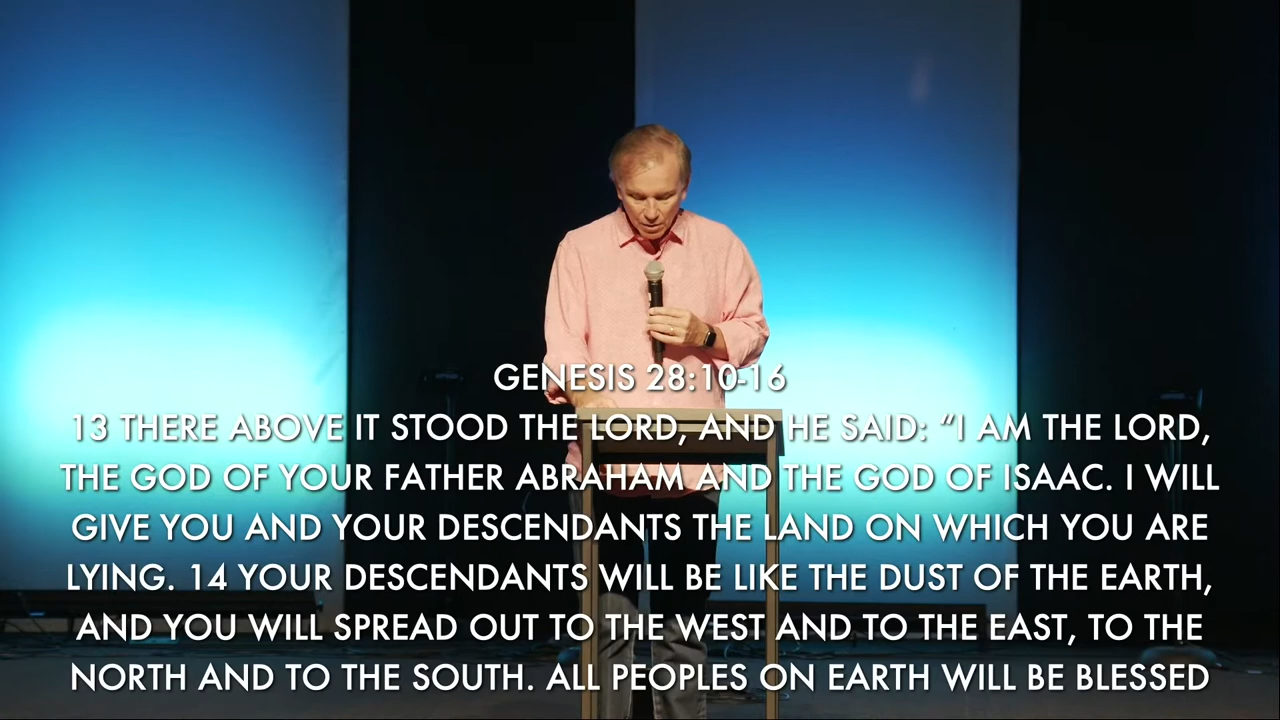 GENESIS 28:10-16
13 THERE ABOVE IT STOOD THE LORD, AND HE SAID: “I AM THE LORD,
THE GOD OF YOUR FATHER ABRAHAM AND THE GOD OF ISAAC. I WILL
GIVE YOU AND YOUR DESCENDANTS THE LAND ON WHICH YOU ARE
LYING. 14 YOUR DESCENDANTS WILL BE LIKE THE DUST OF THE EARTH,
AND YOU WILL SPREAD OUT TO THE WEST AND TO THE EAST, TO THE
NORTH AND TO THE SOUTH. ALL PEOPLES ON EARTH WILL BE BLESSED